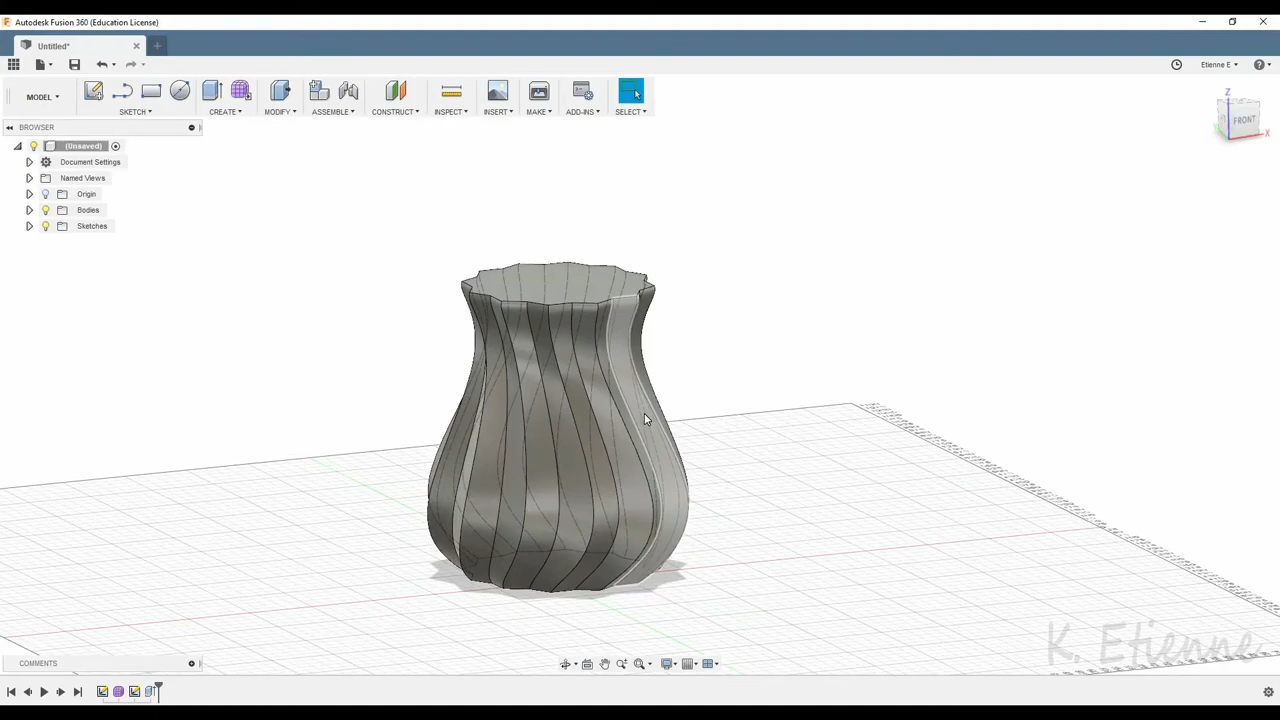 Autodesk Fusion 360 (Education License)
Untitled*
Etienne E
MODEL
SKETCH
CREATE
MODIFY
ASSEMBLE
CONSTRUCT
INSPECT
INSERT
MAKE
ADD-INS
SELECT
Z
FRONT
X
BROWSER
(Unsaved)
Document Settings
Named Views
Origin
Bodies
Sketches
K. Etienne
COMMENTS